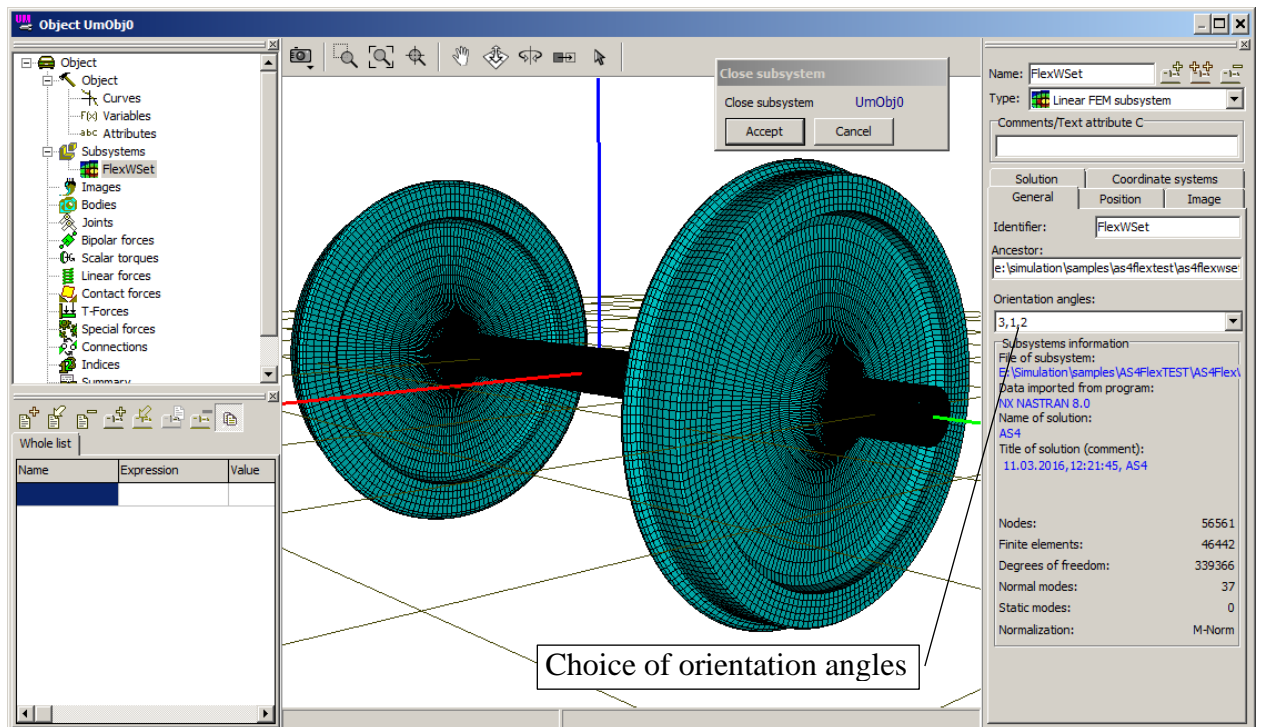 UM Object UmObj0
Object
Object
Curves
F(x) Variables
abc Attributes
Subsystems
FlexWSet
Images
Bodies
Joints
Bipolar forces
Scalar torques
Linear forces
Contact forces
T-Forces
Special forces
Connections
Indices
Summary
Whole list
Name Expression Value
Close subsystem
Close subsystem UmObj0
Accept Cancel
Choice of orientation angles
Name: FlexWSet
Type: Linear FEM subsystem
Comments/Text attribute C
Solution Coordinate systems
General Position Image
Identifier: FlexWSet
Ancestor:
e:\simulation\samples\as4flextest\as4flexwse
Orientation angles:
3,1,2
Subsystems information
File of subsystem:
E:\Simulation\samples\AS4FlexTEST\AS4Flex\
Data imported from program:
NX NASTRAN 8.0
Name of solution:
AS4
Title of solution (comment):
11.03.2016,12:21:45, AS4
Nodes: 56561
Finite elements: 46442
Degrees of freedom: 339366
Normal modes: 37
Static modes: 0
Normalization: M-Norm